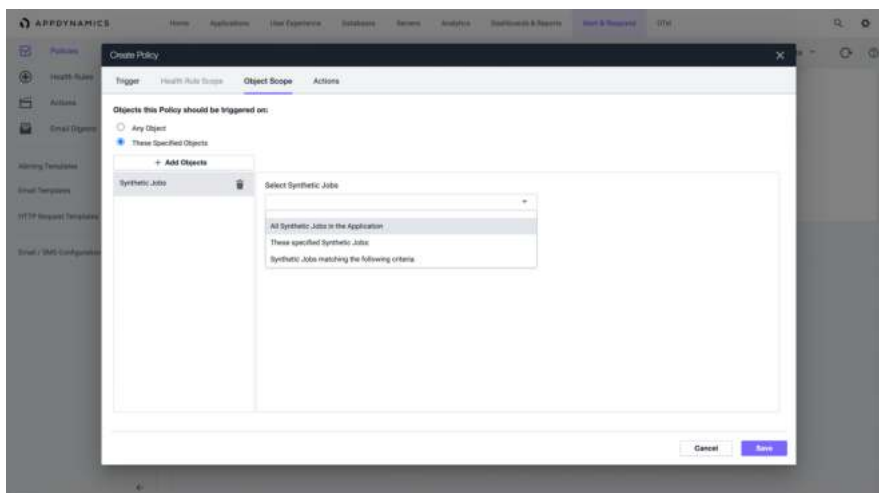 APPDYNAMICS
Home Applications User Experience Databases Servers Analytics Dashboards & Reports Alert & Respond OTel
Policies
Health Rules
Actions
Email Digests
Alerting Templates
Email Templates
HTTP Request Templates
Email / SMS Configuration
Create Policy
Trigger Health Rule Scope Object Scope Actions
Objects this Policy should be triggered on:
Any Object
These Specified Objects
+ Add Objects
Synthetic Jobs
Select Synthetic Jobs
All Synthetic Jobs in the Application
These specified Synthetic Jobs:
Synthetic Jobs matching the following criteria
Cancel Save